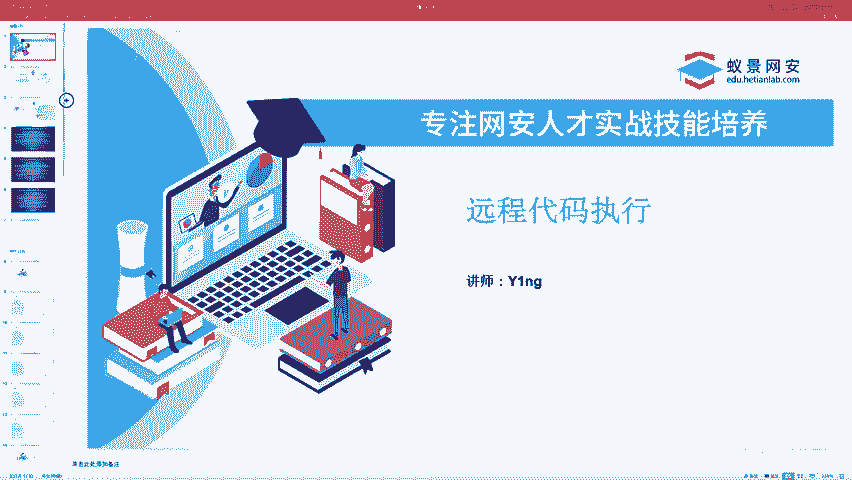 蚁景网安
edu.hetianlab.com
专注网安人才实战技能培养
远程代码执行
讲师：Y1ng
单击此处添加备注